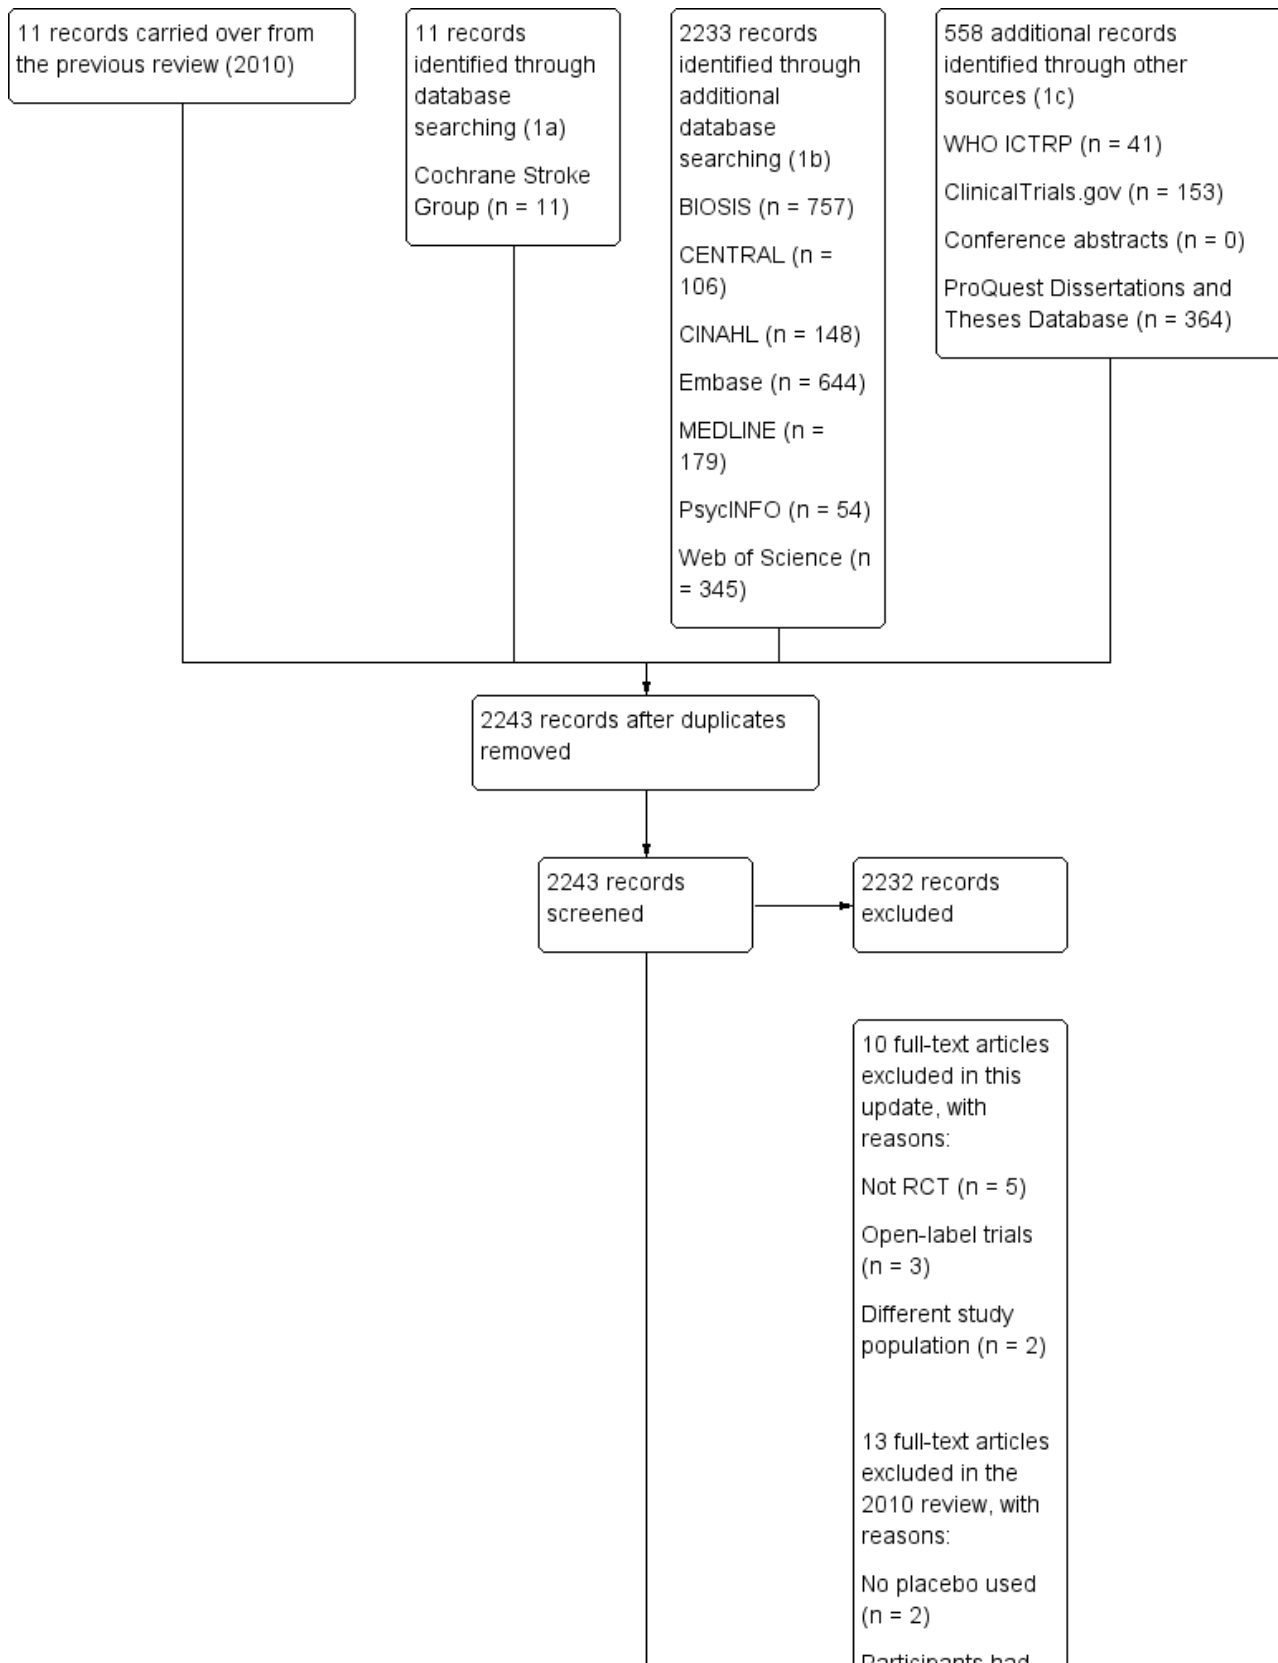 11 records carried over from
the previous review (2010)
11 records
identified through
database
searching (1a)
Cochrane Stroke
Group (n = 11)
2233 records
identified through
additional
database
searching (1b)
BIOSIS (n = 757)
CENTRAL (n =
106)
CINAHL (n = 148)
Embase (n = 644)
MEDLINE (n =
179)
PsycINFO (n = 54)
Web of Science (n
= 345)
558 additional records
identified through other
sources (1c)
WHO ICTRP (n = 41)
ClinicalTrials.gov (n = 153)
Conference abstracts (n = 0)
ProQuest Dissertations and
Theses Database (n = 364)
2243 records after duplicates
removed
2243 records
screened
2232 records
excluded
10 full-text articles
excluded in this
update, with
reasons:
Not RCT (n = 5)
Open-label trials
(n = 3)
Different study
population (n = 2)
13 full-text articles
excluded in the
2010 review, with
reasons:
No placebo used
(n = 2)
Participants had